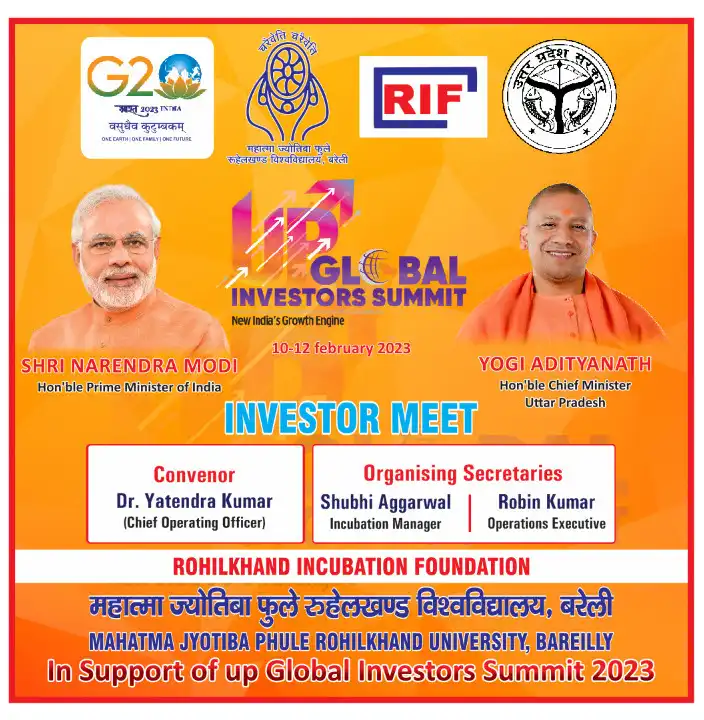 G20
भारत 2023 INDIA
वसुधैव कुटुम्बकम्
ONE EARTH | ONE FAMILY | ONE FUTURE
चरैवेति चरैवेति
महात्मा ज्योतिबा फुले
रुहेलखण्ड विश्वविद्यालय, बरेली
RIF
उत्तर प्रदेश सरकार
UP
GLOBAL
INVESTORS SUMMIT
New India's Growth Engine
10-12 february 2023
SHRI NARENDRA MODI
Hon'ble Prime Minister of India
YOGI ADITYANATH
Hon'ble Chief Minister
Uttar Pradesh
INVESTOR MEET
Convenor
Dr. Yatendra Kumar
(Chief Operating Officer)
Organising Secretaries
Shubhi Aggarwal
Incubation Manager
Robin Kumar
Operations Executive
ROHILKHAND INCUBATION FOUNDATION
महात्मा ज्योतिबा फुले रुहेलखण्ड विश्वविद्यालय, बरेली
MAHATMA JYOTIBA PHULE ROHILKHAND UNIVERSITY, BAREILLY
In Support of up Global Investors Summit 2023